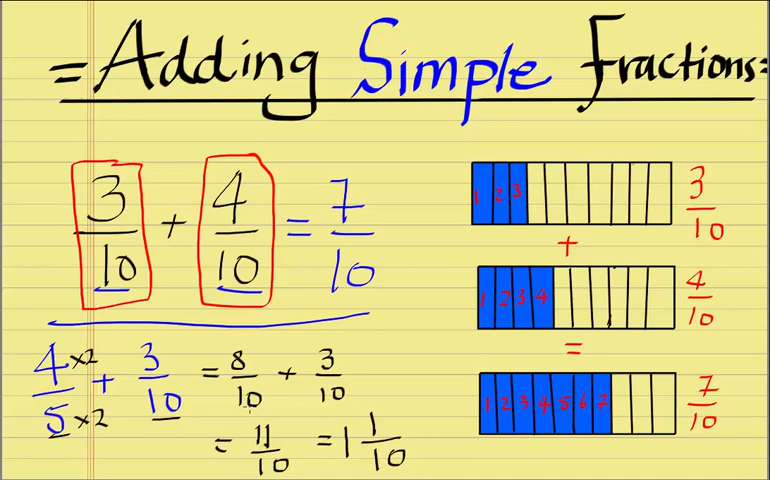 = Adding Simple Fractions:
3/10 + 4/10 = 7/10
4/5 ×2 ×2 + 3/10 = 8/10 + 3/10
= 11/10 = 1 1/10
1 2 3
3/10
+
1 2 3 4
4/10
=
1 2 3 4 5 6 7
7/10